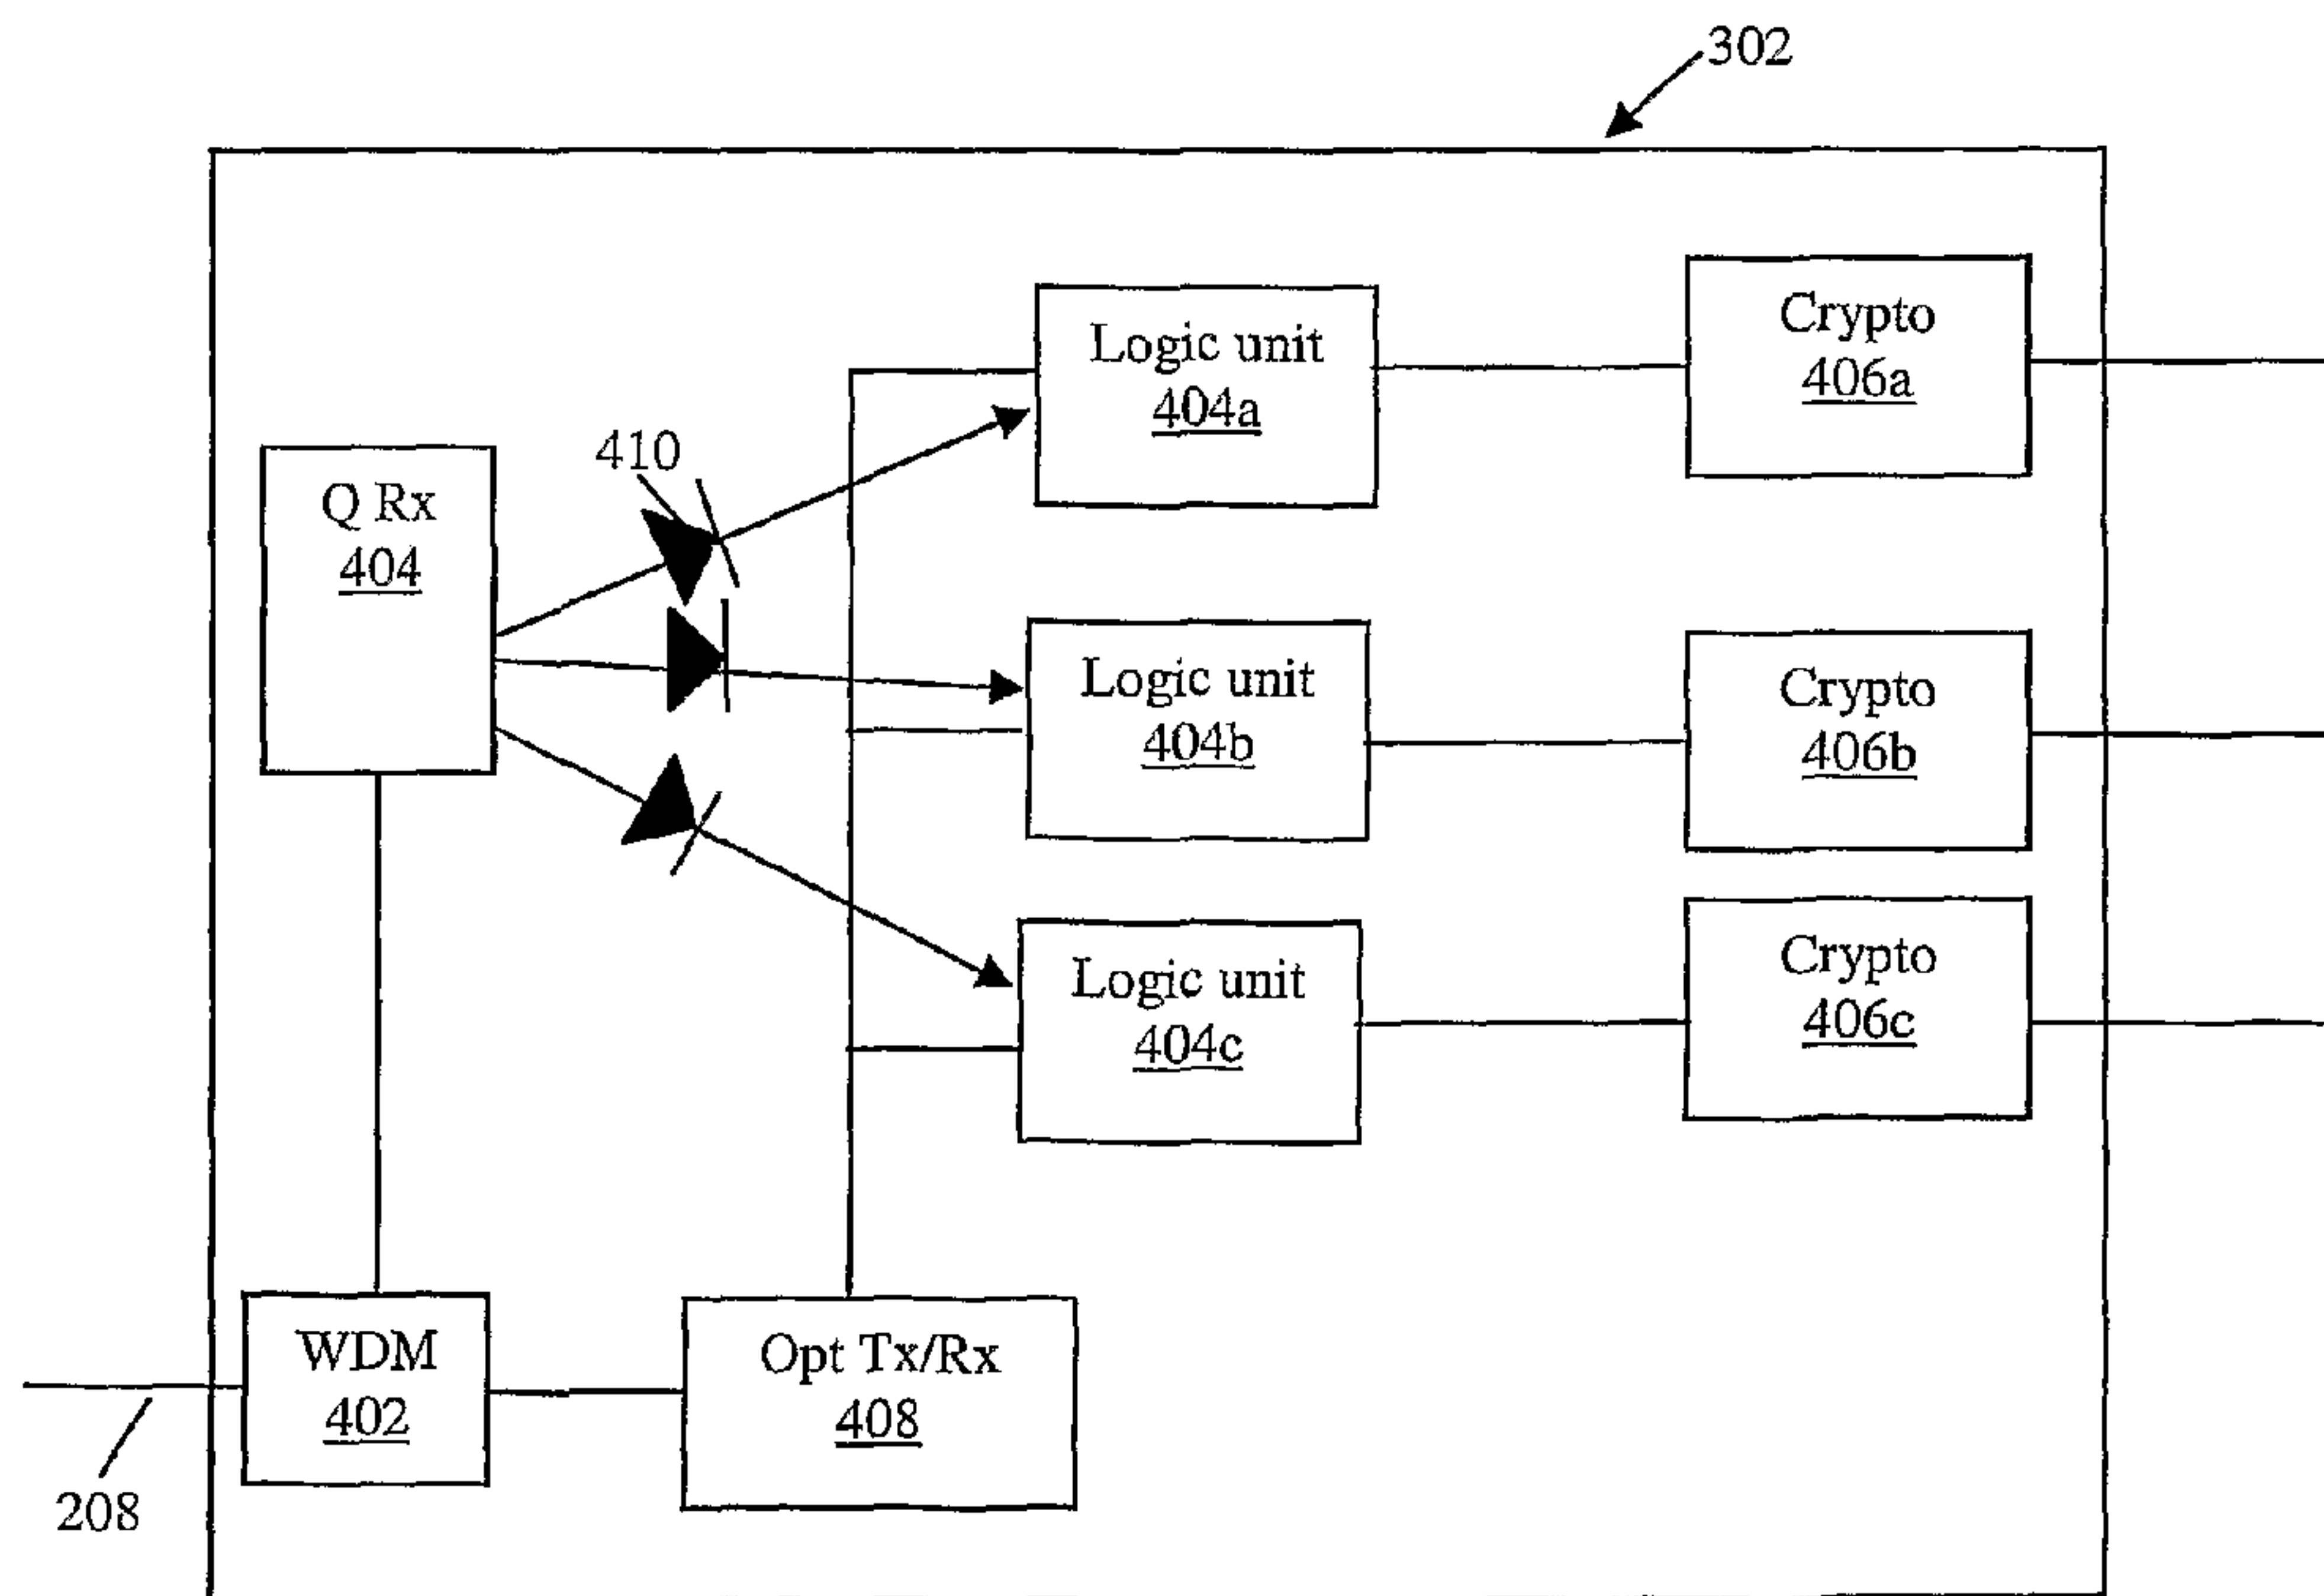 302
Logic unit
404a
Crypto
406a
410
Q Rx
404
Logic unit
404b
Crypto
406b
Logic unit
404c
Crypto
406c
WDM
402
Opt Tx/Rx
408
208